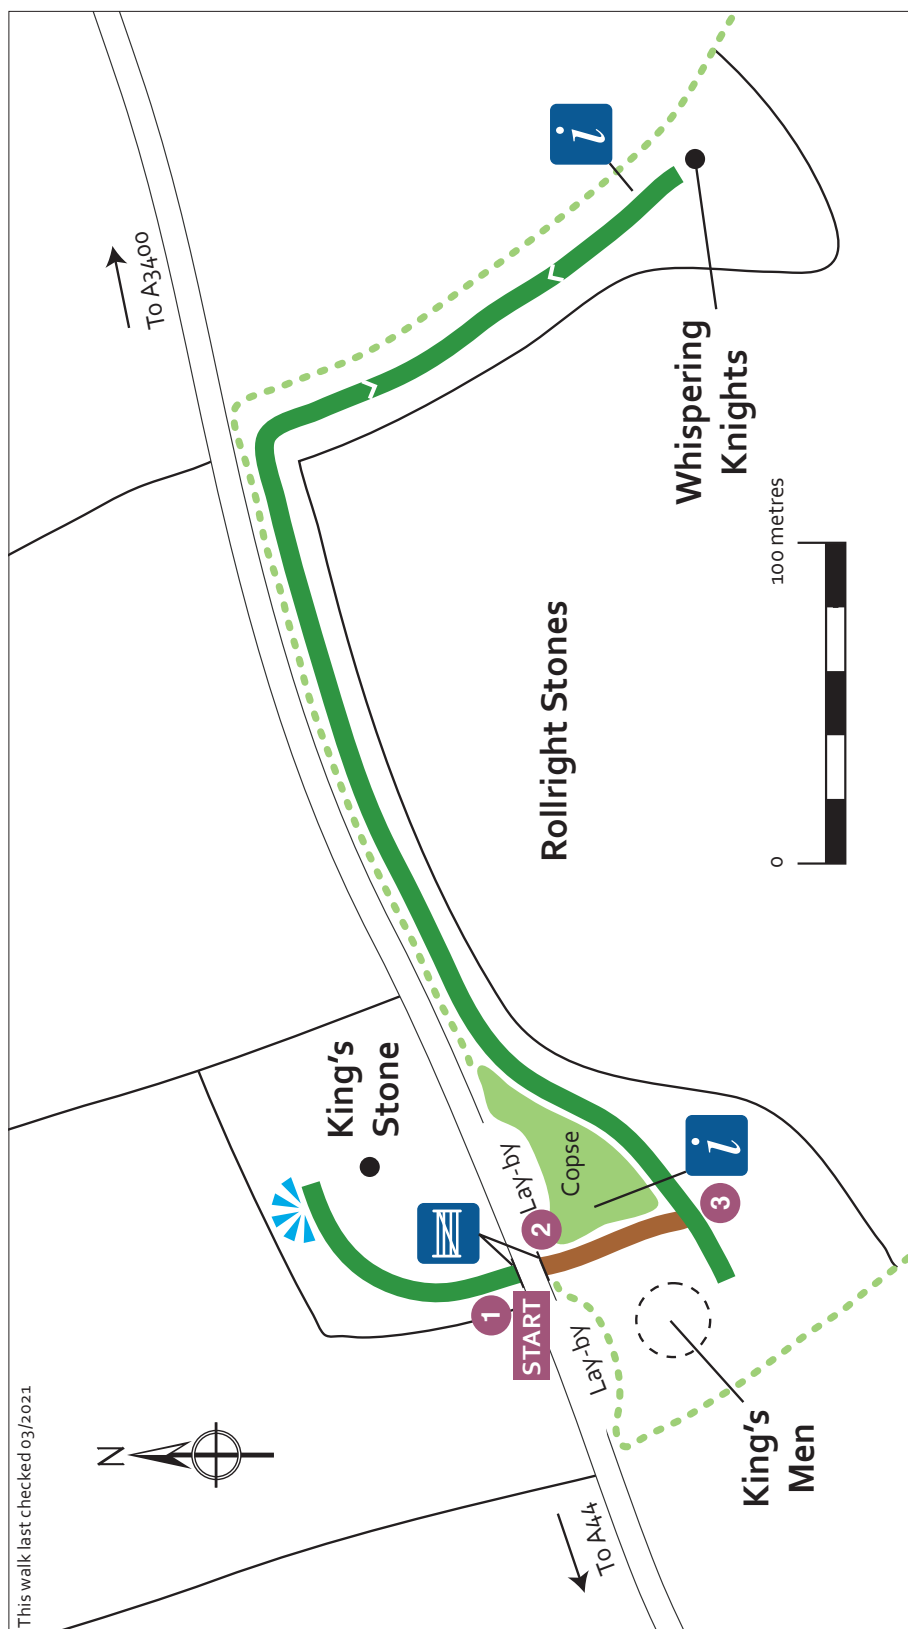 This walk last checked 03/2021
N
To A3400
To A44
King's
Stone
1
START
2
3
Lay-by
Lay-by
Copse
i
King's
Men
Rollright Stones
Whispering
Knights
i
0
100 metres